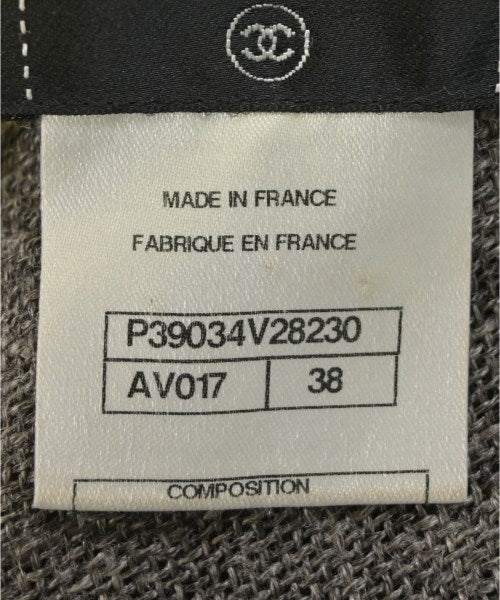 MADE IN FRANCE
FABRIQUE EN FRANCE
P39034V28230
AV017 38
COMPOSITION